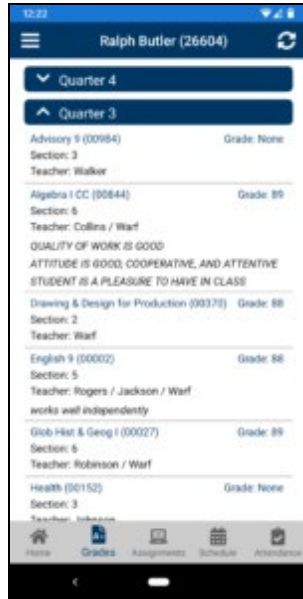 12:22
Ralph Butler (26604)
Quarter 4
Quarter 3
Advisory 9 (00984) Grade: None
Section: 3
Teacher: Walker
Algebra I CC (00844) Grade: 89
Section: 6
Teacher: Collins / Warf
QUALITY OF WORK IS GOOD
ATTITUDE IS GOOD, COOPERATIVE, AND ATTENTIVE
STUDENT IS A PLEASURE TO HAVE IN CLASS
Drawing & Design for Production (00370) Grade: 88
Section: 2
Teacher: Warf
English 9 (00002) Grade: 88
Section: 5
Teacher: Rogers / Jackson / Warf
works well independently
Glob Hist & Geog I (00027) Grade: 89
Section: 6
Teacher: Robinson / Warf
Health (00152) Grade: None
Section: 3
Teacher: Johnson
Home Grades Assignments Schedule Attendance